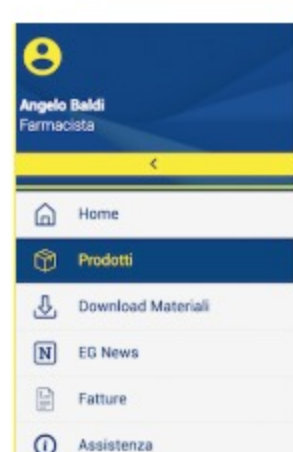 Angelo Baldi
Farmacista
Home
Prodotti
Download Materiali
EG News
Fatture
Assistenza